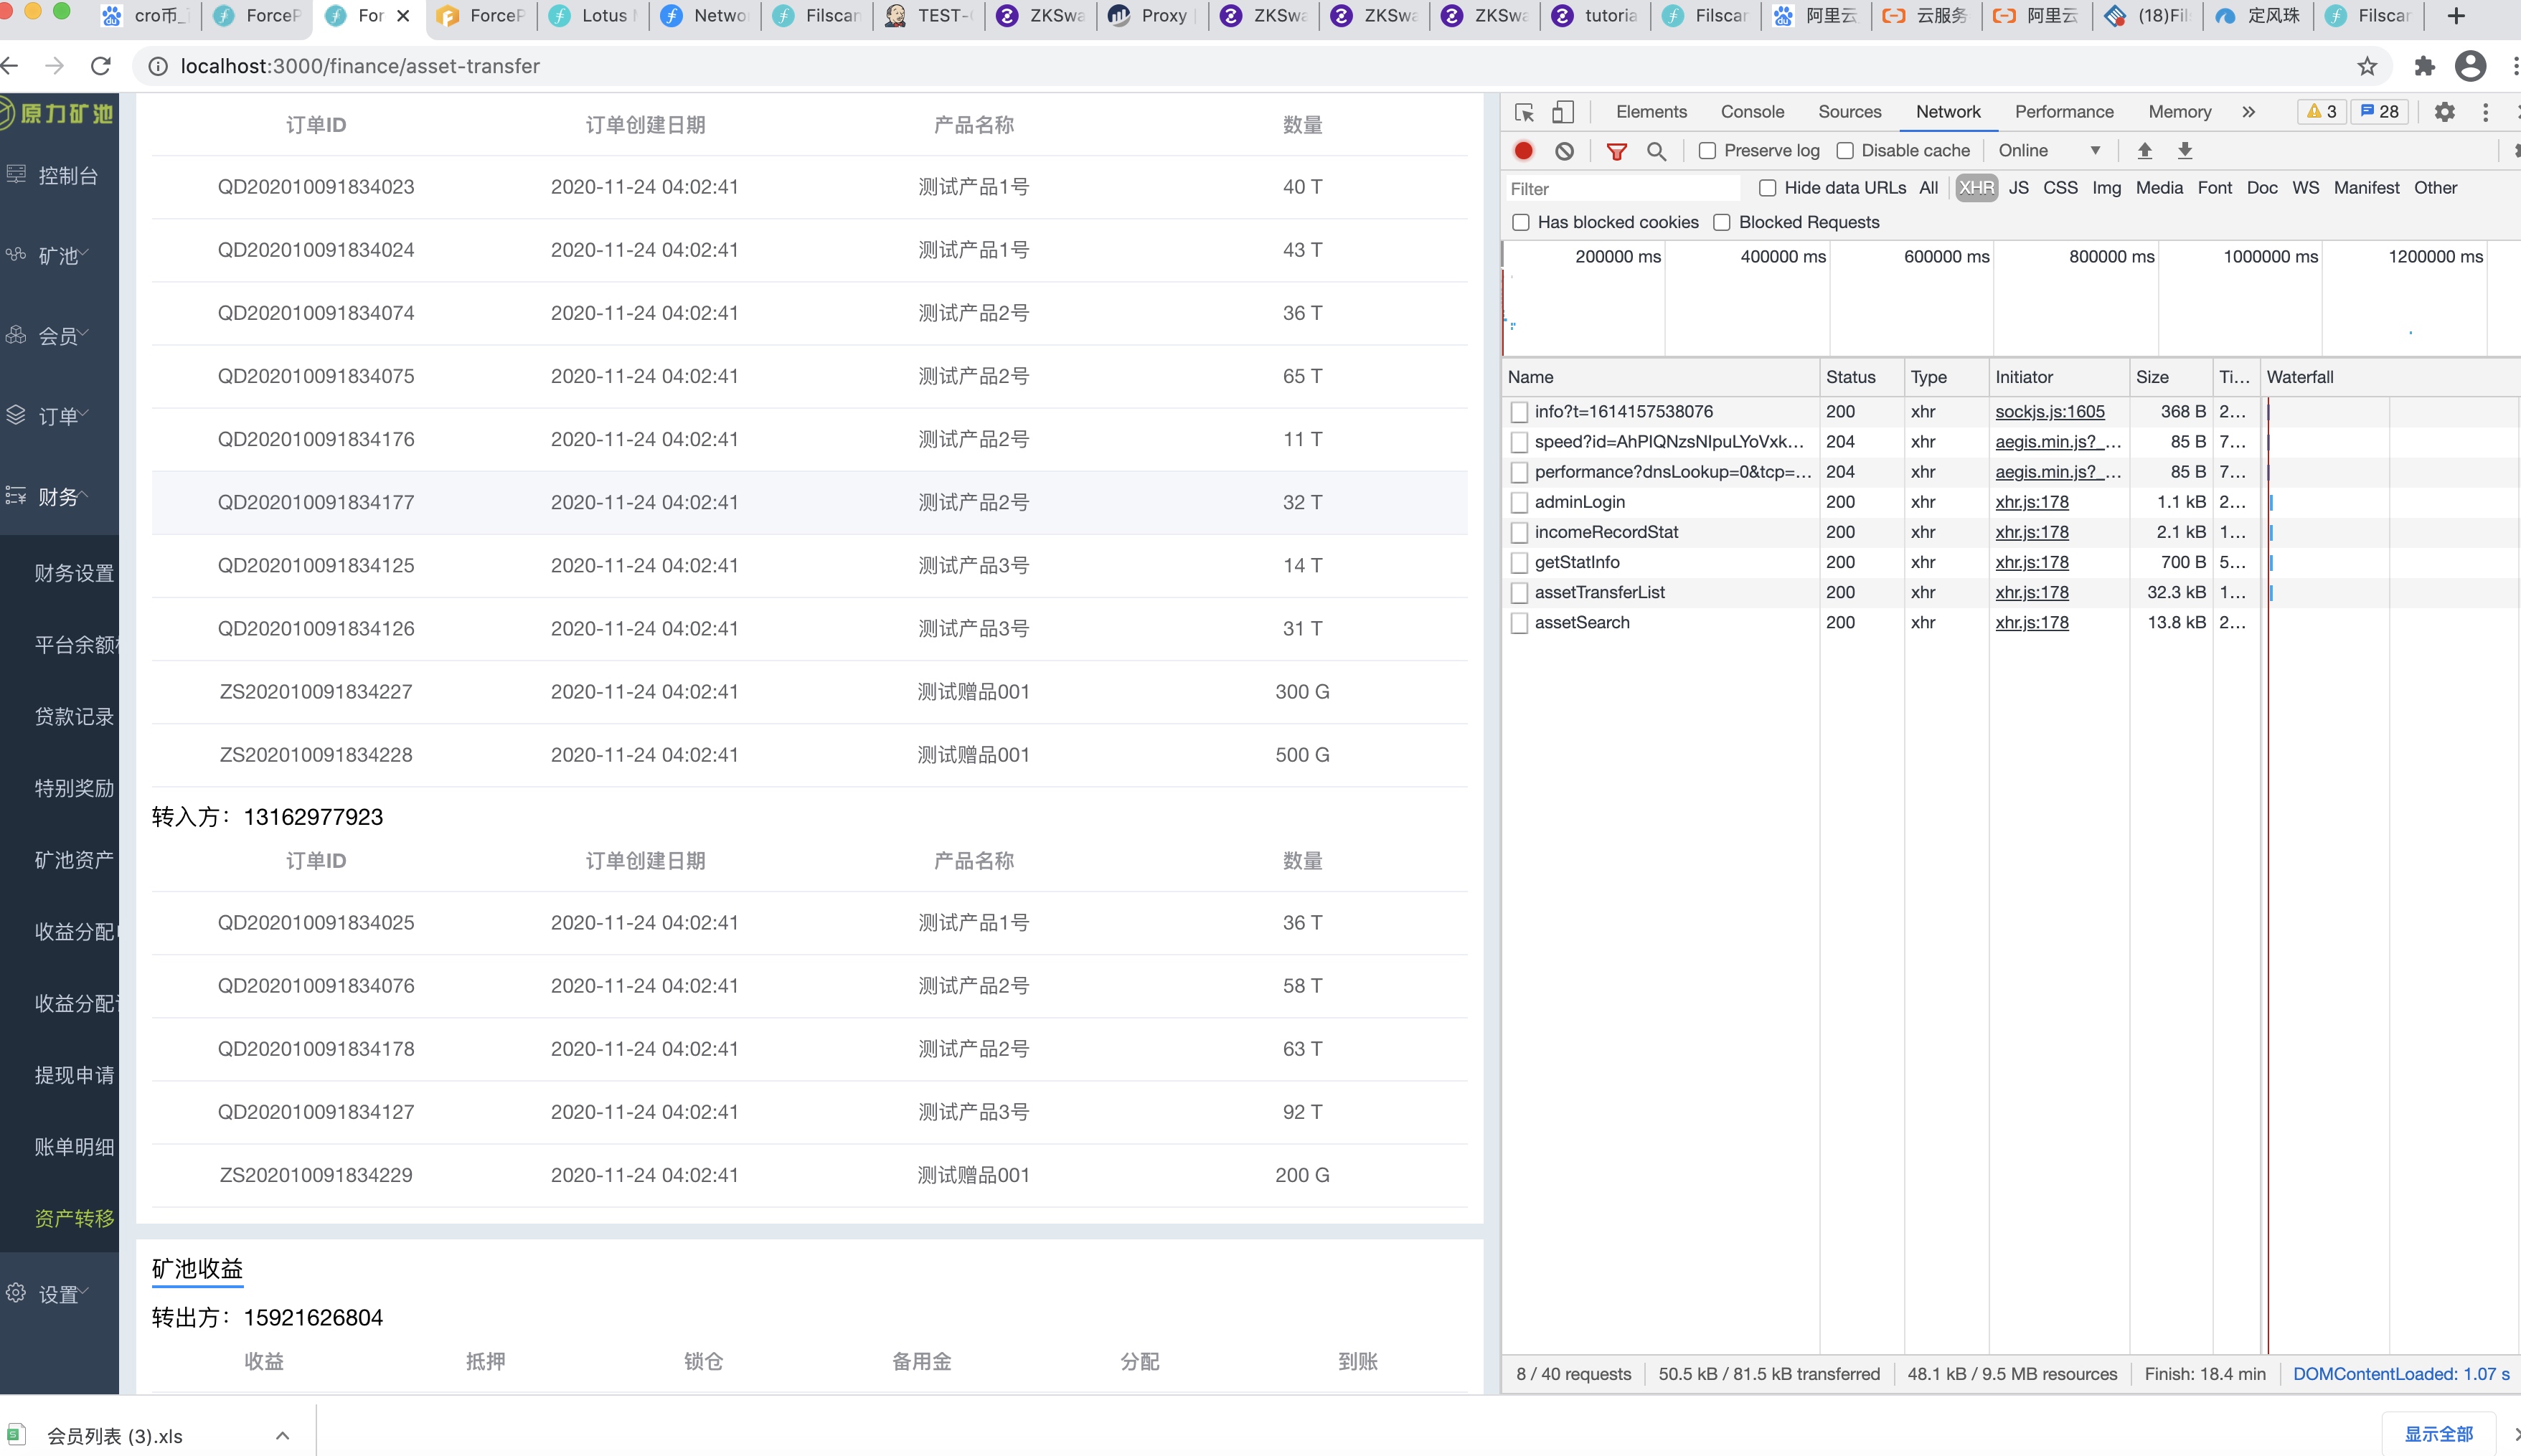 cro币_
ForceP
For
ForceP
Lotus
Netwo
Filscan
TEST-
ZKSwa
Proxy
ZKSwa
ZKSwa
ZKSwa
tutoria
Filscan
阿里云
云服务
阿里云
(18)Fil
定风珠
Filscan
localhost:3000/finance/asset-transfer
原力矿池
控制台
矿池
会员
订单
财务
财务设置
平台余额
贷款记录
特别奖励
矿池资产
收益分配
收益分配
提现申请
账单明细
资产转移
设置
订单ID 订单创建日期 产品名称 数量
QD202010091834023 2020-11-24 04:02:41 测试产品1号 40 T
QD202010091834024 2020-11-24 04:02:41 测试产品1号 43 T
QD202010091834074 2020-11-24 04:02:41 测试产品2号 36 T
QD202010091834075 2020-11-24 04:02:41 测试产品2号 65 T
QD202010091834176 2020-11-24 04:02:41 测试产品2号 11 T
QD202010091834177 2020-11-24 04:02:41 测试产品2号 32 T
QD202010091834125 2020-11-24 04:02:41 测试产品3号 14 T
QD202010091834126 2020-11-24 04:02:41 测试产品3号 31 T
ZS202010091834227 2020-11-24 04:02:41 测试赠品001 300 G
ZS202010091834228 2020-11-24 04:02:41 测试赠品001 500 G
转入方：13162977923
订单ID 订单创建日期 产品名称 数量
QD202010091834025 2020-11-24 04:02:41 测试产品1号 36 T
QD202010091834076 2020-11-24 04:02:41 测试产品2号 58 T
QD202010091834178 2020-11-24 04:02:41 测试产品2号 63 T
QD202010091834127 2020-11-24 04:02:41 测试产品3号 92 T
ZS202010091834229 2020-11-24 04:02:41 测试赠品001 200 G
矿池收益
转出方：15921626804
收益 抵押 锁仓 备用金 分配 到账
Elements Console Sources Network Performance Memory 3 28
Preserve log Disable cache Online
Filter Hide data URLs All XHR JS CSS Img Media Font Doc WS Manifest Other
Has blocked cookies Blocked Requests
200000 ms 400000 ms 600000 ms 800000 ms 1000000 ms 1200000 ms
Name Status Type Initiator Size Ti... Waterfall
info?t=1614157538076 200 xhr sockjs.js:1605 368 B 2...
speed?id=AhPIQNzsNIpuLYoVxk... 204 xhr aegis.min.js?_... 85 B 7...
performance?dnsLookup=0&tcp=... 204 xhr aegis.min.js?_... 85 B 7...
adminLogin 200 xhr xhr.js:178 1.1 kB 2...
incomeRecordStat 200 xhr xhr.js:178 2.1 kB 1...
getStatInfo 200 xhr xhr.js:178 700 B 5...
assetTransferList 200 xhr xhr.js:178 32.3 kB 1...
assetSearch 200 xhr xhr.js:178 13.8 kB 2...
8 / 40 requests 50.5 kB / 81.5 kB transferred 48.1 kB / 9.5 MB resources Finish: 18.4 min DOMContentLoaded: 1.07 s
会员列表 (3).xls
显示全部